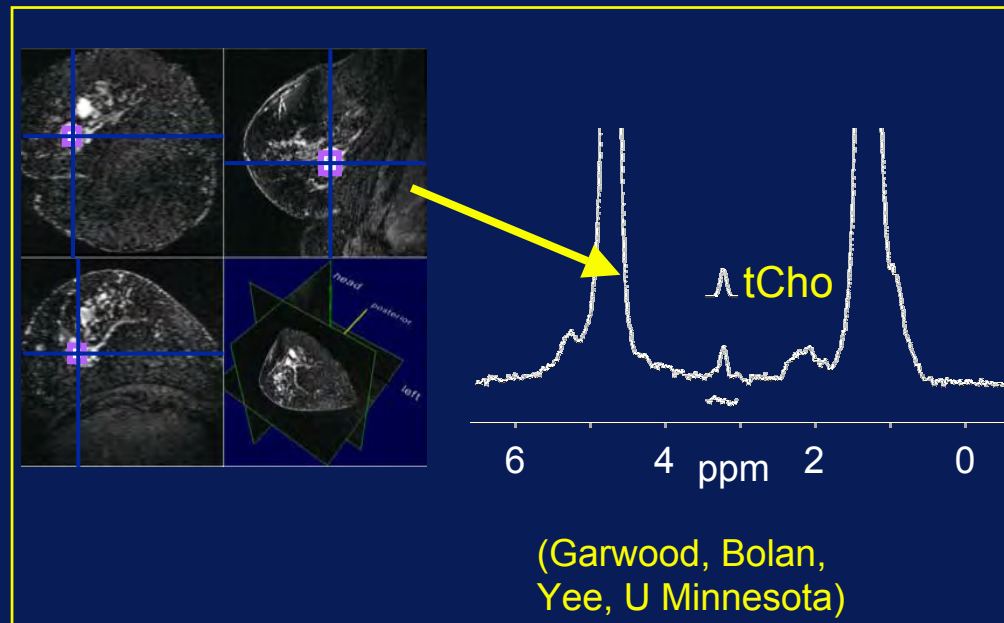 head
posterior
left
tCho
6
4
ppm
2
0
(Garwood, Bolan,
Yee, U Minnesota)